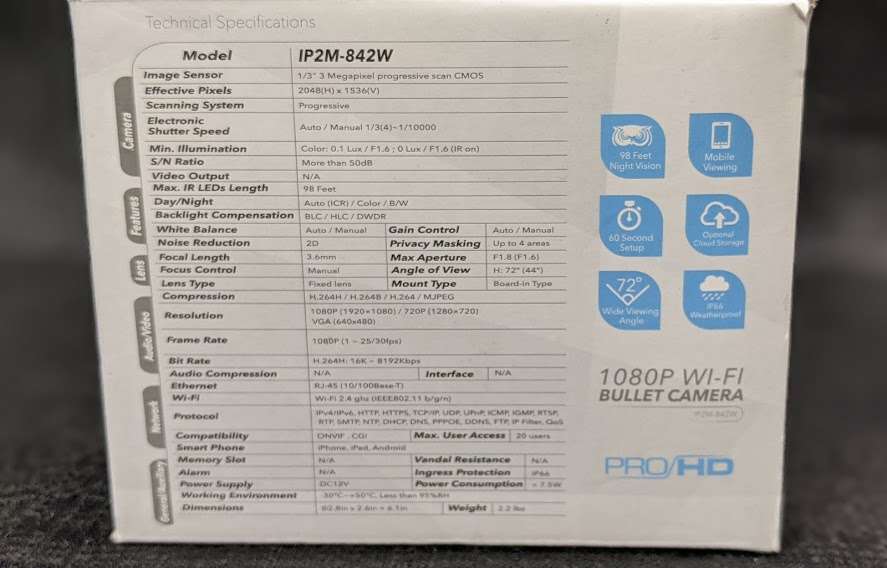 Technical Specifications
Model IP2M-842W
Camera
Image Sensor 1/3" 3 Megapixel progressive scan CMOS
Effective Pixels 2048(H) x 1536(V)
Scanning System Progressive
Electronic
Shutter Speed Auto / Manual 1/3(4)~1/10000
Min. Illumination Color: 0.1 Lux / F1.6 ; 0 Lux / F1.6 (IR on)
S/N Ratio More than 50dB
Video Output N/A
Features
Max. IR LEDs Length 98 Feet
Day/Night Auto (ICR) / Color / B/W
Backlight Compensation BLC / HLC / DWDR
White Balance Auto / Manual Gain Control Auto / Manual
Noise Reduction 2D Privacy Masking Up to 4 areas
Lens
Focal Length 3.6mm Max Aperture F1.8 (F1.6)
Focus Control Manual Angle of View H: 72° (44°)
Lens Type Fixed lens Mount Type Board-in Type
Audio/Video
Compression H.264H / H.264B / H.264 / MJPEG
Resolution 1080P (1920×1080) / 720P (1280×720)
VGA (640x480)
Frame Rate 1080P (1 ~ 25/30fps)
Bit Rate H.264H: 16K ~ 8192Kbps
Audio Compression N/A Interface N/A
Network
Ethernet RJ-45 (10/100Base-T)
Wi-Fi Wi-Fi 2.4 ghu (IEEE802.11 b/g/n)
Protocol IPv4/IPv6, HTTP, HTTPS, TCP/IP, UDP, UPnP, ICMP, IGMP, RTSP,
RTP, SMTP, NTP, DHCP, DNS, PPPOE, DDNS, FTP, IP Filter, QoS
Compatibility ONVIF , CGI Max. User Access 20 users
Smart Phone iPhone, iPad, Android
General/Auxiliary
Memory Slot N/A Vandal Resistance N/A
Alarm N/A Ingress Protection IP66
Power Supply DC12V Power Consumption < 7.5W
Working Environment 30°C~+50°C, Less than 95%RH
Dimensions 2.8in x 2.6in 6.1in Weight 2.2 lbs
98 Feet
Night Vision
Mobile
Viewing
60 Second
Setup
Optional
Cloud Storage
72°
Wide Viewing
Angle
IP66
Weatherproof
1080P WI-FI
BULLET CAMERA
IP2M-842W
PRO/HD